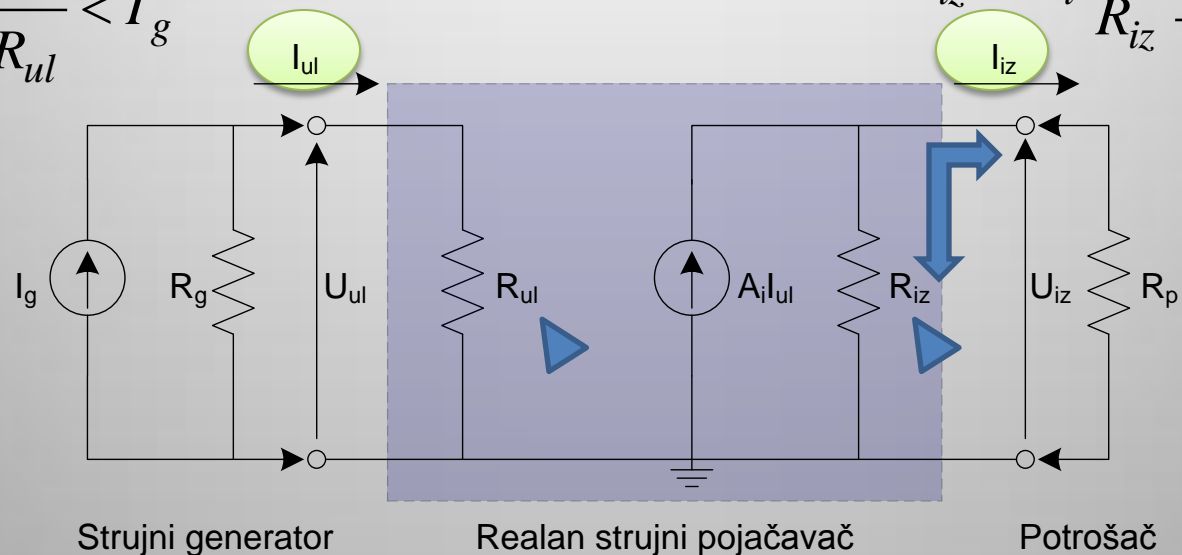 R_ul < I_g
R_iz -
I_ul
I_iz
I_g
R_g
U_ul
R_ul
A_iI_ul
R_iz
U_iz
R_p
Strujni generator
Realan strujni pojačavač
Potrošač